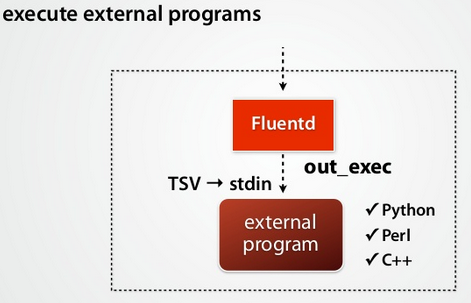 execute external programs
Fluentd
out_exec
TSV → stdin
external
program
✓ Python
✓ Perl
✓ C++